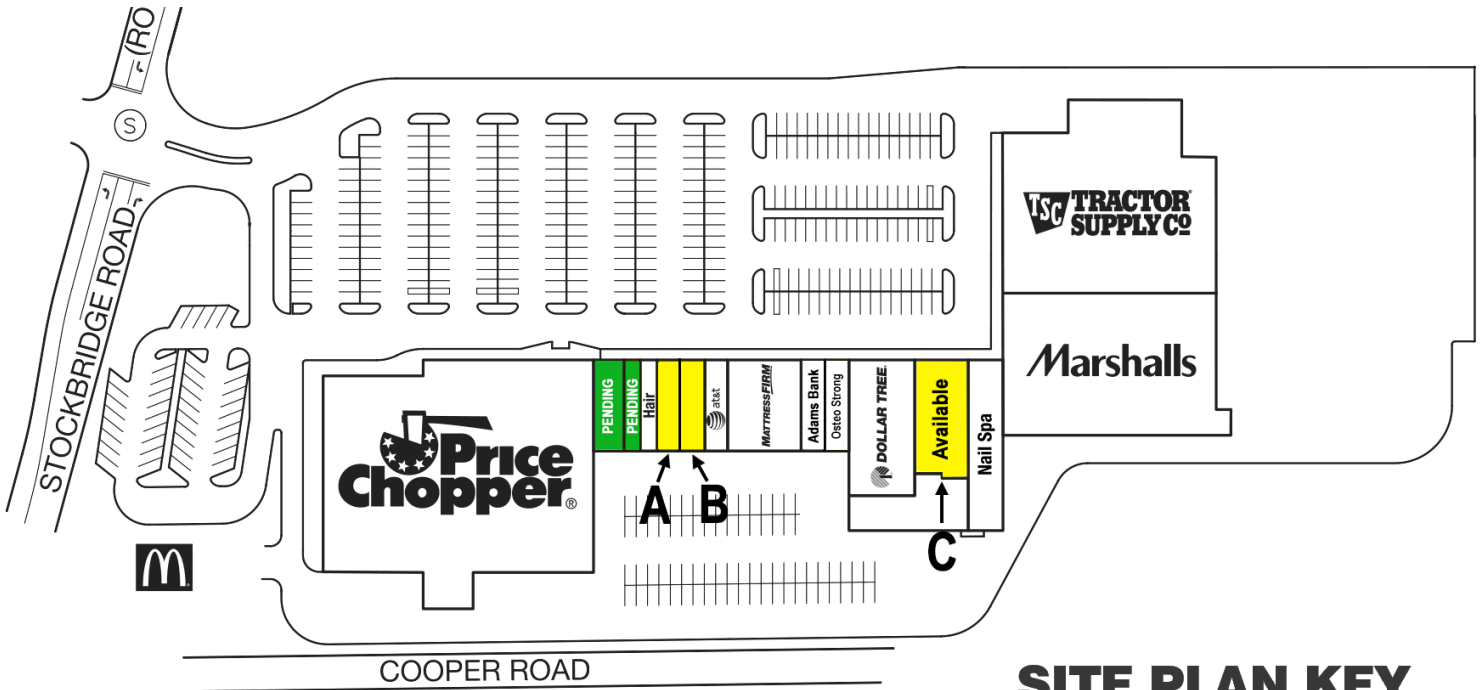 (RO
S
STOCKBRIDGE ROAD
TSC TRACTOR
SUPPLY CO
Marshalls
Price
Chopper®
PENDING
PENDING
Hair
at&t
MATTRESSFIRM
Adams Bank
Osteo Strong
DOLLAR TREE.
Available
Nail Spa
A
B
C
COOPER ROAD
SITE PLAN KEY